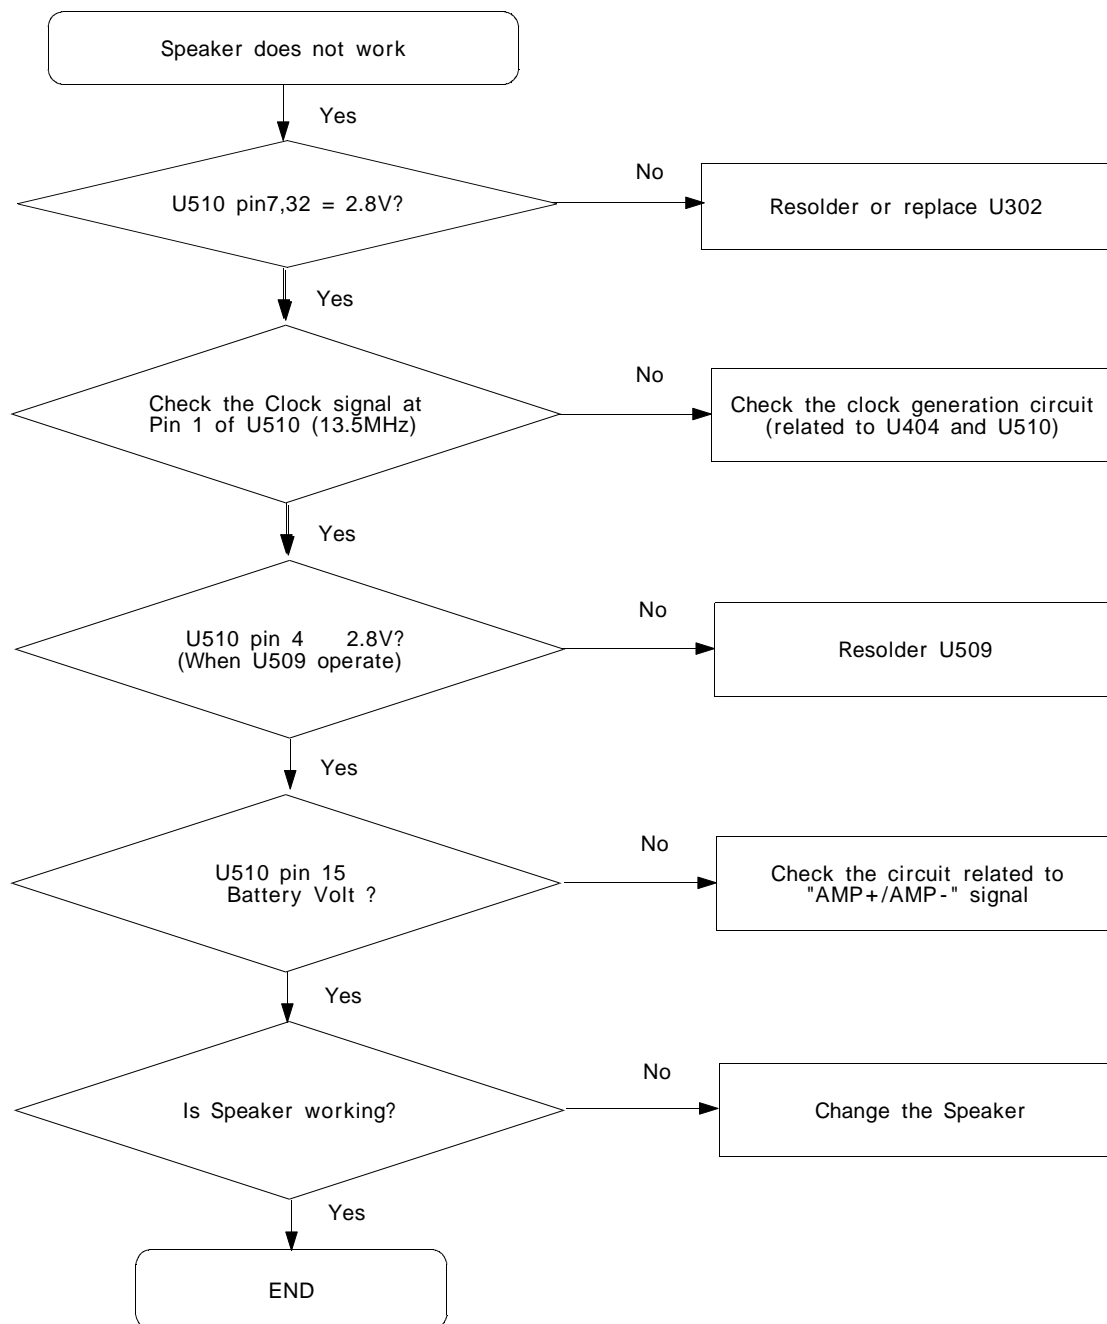 Speaker does not work
Yes
U510 pin7,32 = 2.8V?
No
Resolder or replace U302
Yes
Check the Clock signal at
Pin 1 of U510 (13.5MHz)
No
Check the clock generation circuit
(related to U404 and U510)
Yes
U510 pin 4 2.8V?
(When U509 operate)
No
Resolder U509
Yes
U510 pin 15
Battery Volt ?
No
Check the circuit related to
"AMP+/AMP-" signal
Yes
Is Speaker working?
No
Change the Speaker
Yes
END